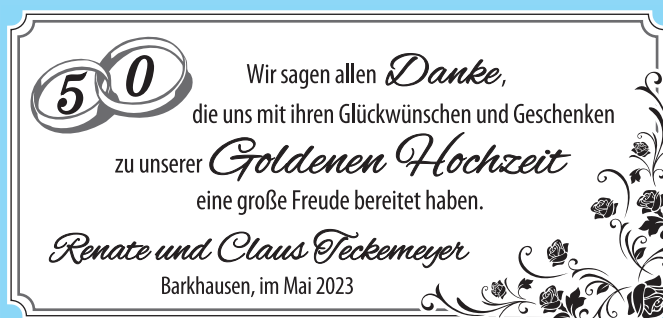 50
Wir sagen allen Danke,
die uns mit ihren Glückwünschen und Geschenken
zu unserer Goldenen Hochzeit
eine große Freude bereitet haben.
Renate und Claus Teckemeyer
Barkhausen, im Mai 2023